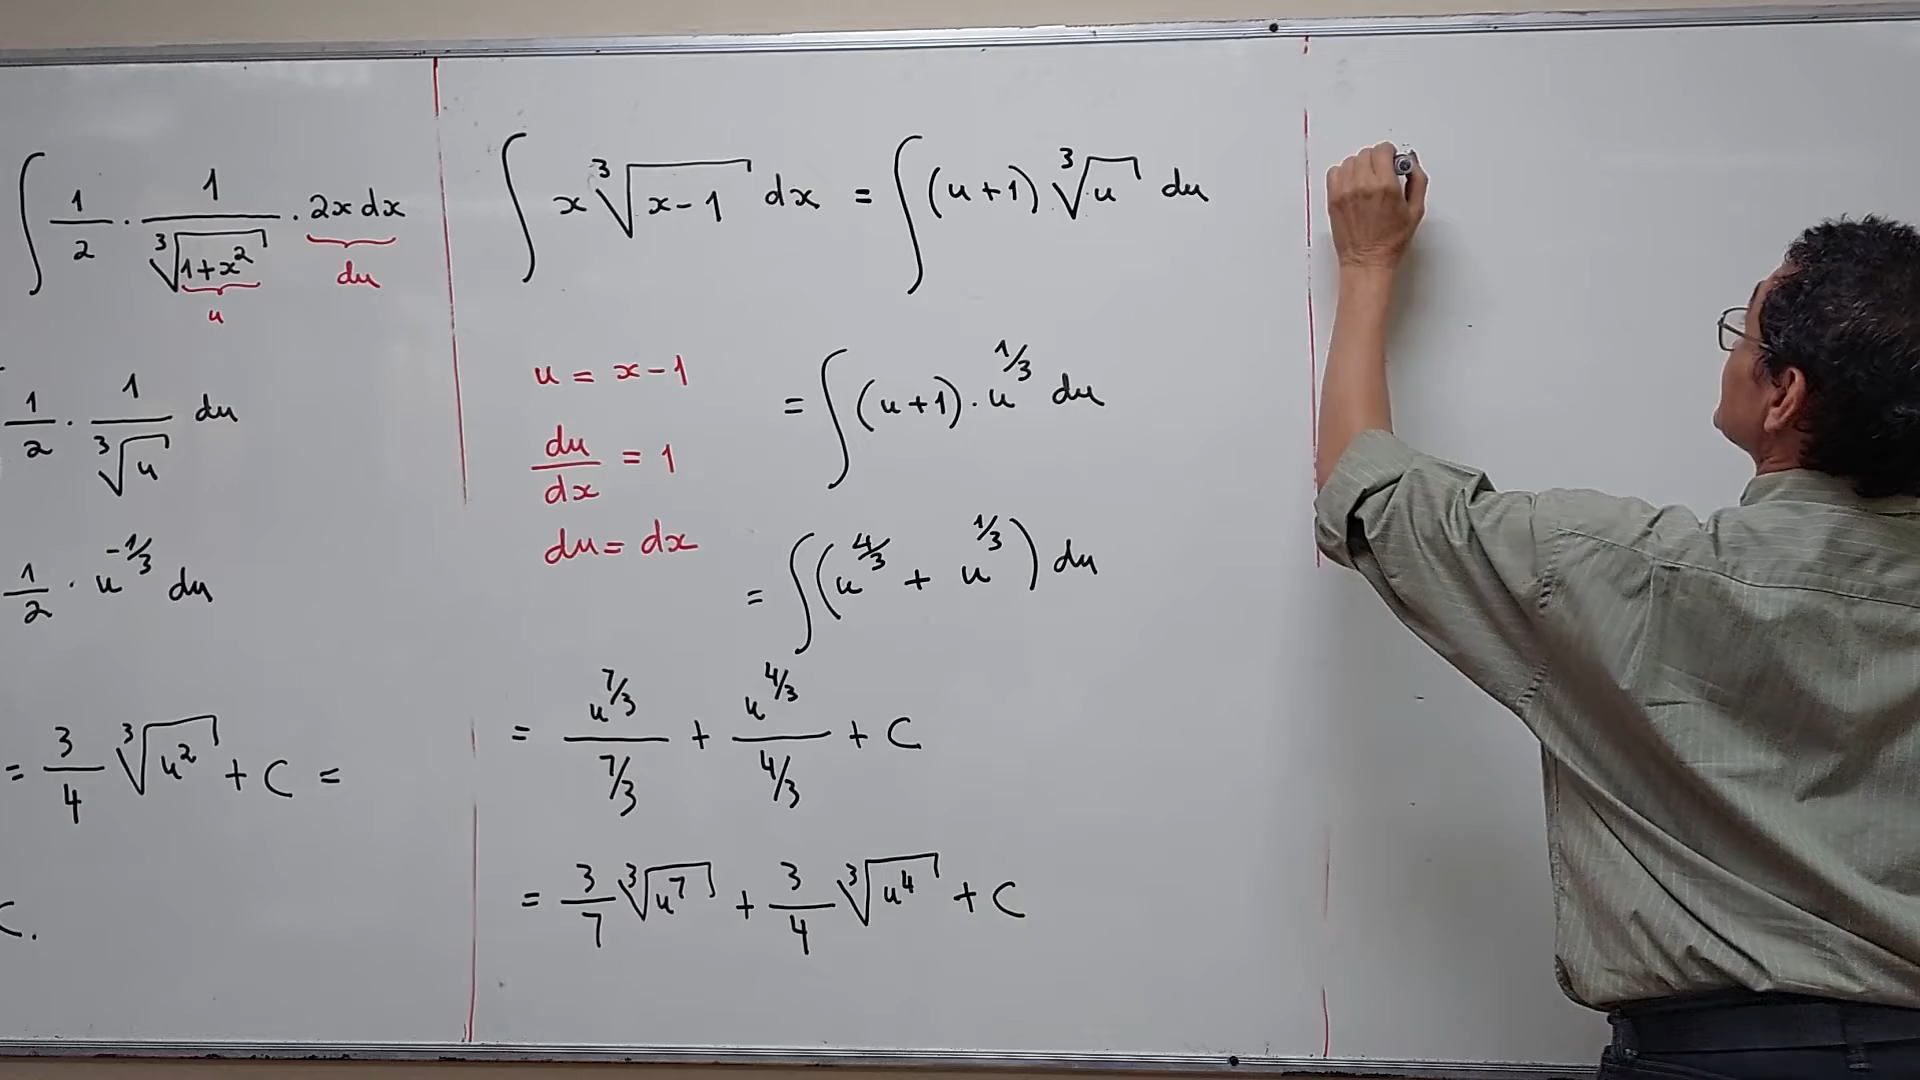 ∫ 1/2 · 1/∛(1+x²) · 2x dx
u
du
1/2 · 1/∛u du
1/2 · u^(-1/3) du
= 3/4 ∛(u²) + C =
C.
∫ x ∛(x-1) dx = ∫ (u+1) ∛u du
u = x-1
= ∫ (u+1) · u^(1/3) du
du/dx = 1
du = dx
= ∫ (u^(4/3) + u^(1/3)) du
= u^(7/3)/(7/3) + u^(4/3)/(4/3) + C
= 3/7 ∛(u⁷) + 3/4 ∛(u⁴) + C